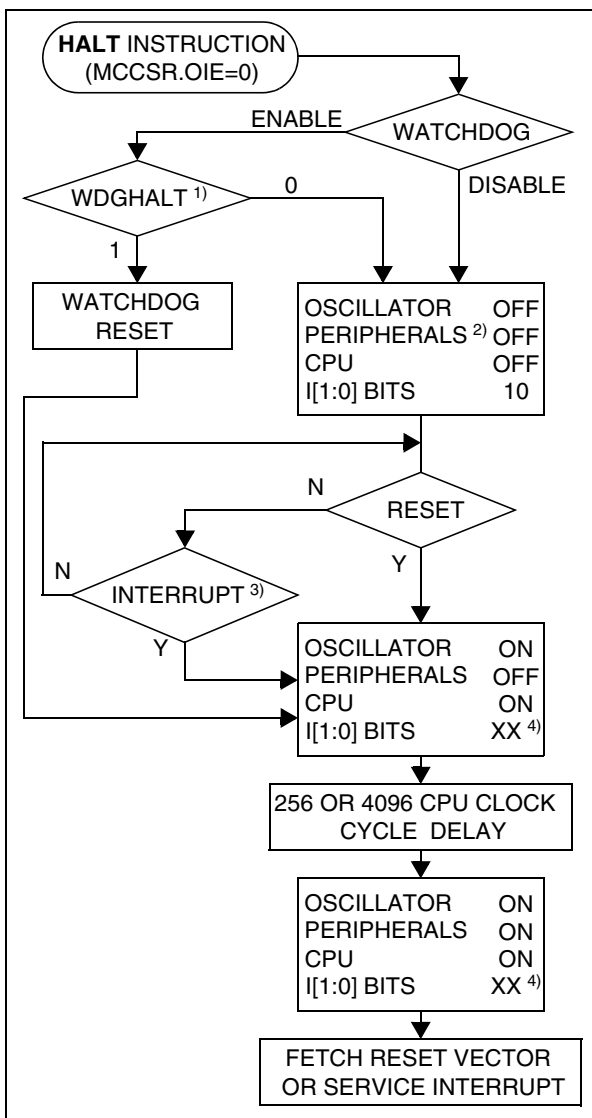 HALT INSTRUCTION
(MCCSR.OIE=0)
WATCHDOG
ENABLE
DISABLE
WDGHALT 1)
0
1
WATCHDOG
RESET
OSCILLATOR OFF
PERIPHERALS 2) OFF
CPU OFF
I[1:0] BITS 10
RESET
N
Y
INTERRUPT 3)
N
Y
OSCILLATOR ON
PERIPHERALS OFF
CPU ON
I[1:0] BITS XX 4)
256 OR 4096 CPU CLOCK
CYCLE DELAY
OSCILLATOR ON
PERIPHERALS ON
CPU ON
I[1:0] BITS XX 4)
FETCH RESET VECTOR
OR SERVICE INTERRUPT